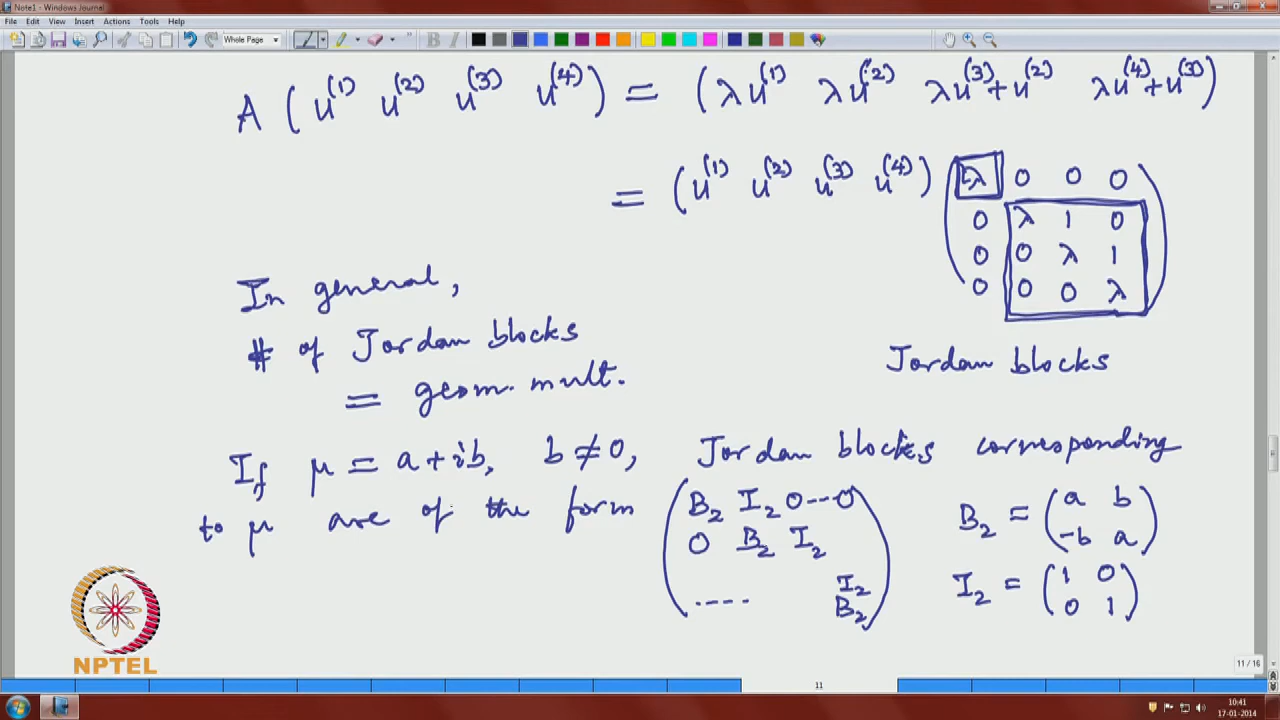 Note1 - Windows Journal
File Edit View Insert Actions Tools Help
Whole Page
A ( u^(1) u^(2) u^(3) u^(4) ) = ( λu^(1) λu^(2) λu^(3)+u^(2) λu^(4)+u^(3) )
= ( u^(1) u^(2) u^(3) u^(4) ) ( λ 0 0 0
0 λ 1 0
0 0 λ 1
0 0 0 λ )
In general,
# of Jordan blocks
= geom. mult.
Jordan blocks
If μ = a+ib, b≠0, Jordan blocks corresponding
to μ are of the form
( B₂ I₂ 0--0
0 B₂ I₂
I₂
.---- B₂ )
B₂ = ( a b
-b a )
I₂ = ( 1 0
0 1 )
NPTEL
11 / 16
11
10:41
17-01-2014